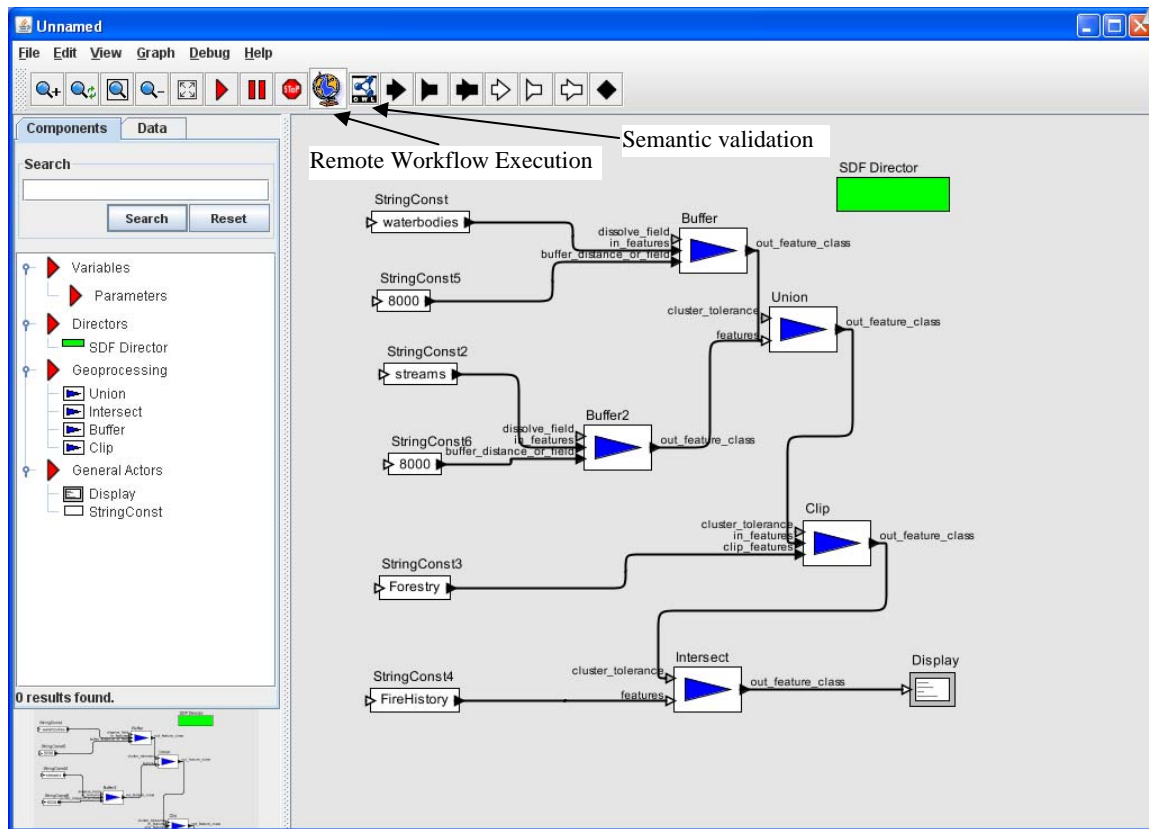 Unnamed
File Edit View Graph Debug Help
STOP
OWL
Components Data
Semantic validation
Remote Workflow Execution
Search
Search Reset
Variables
Parameters
Directors
SDF Director
Geoprocessing
Union
Intersect
Buffer
Clip
General Actors
Display
StringConst
0 results found.
SDF Director
StringConst
waterbodies
Buffer
dissolve_field
in_features
buffer_distance_or_field
out_feature_class
StringConst5
8000
Union
cluster_tolerance
features
out_feature_class
StringConst2
streams
Buffer2
dissolve_field
in_features
buffer_distance_or_field
out_feature_class
StringConst6
8000
Clip
cluster_tolerance
in_features
clip_features
out_feature_class
StringConst3
Forestry
Intersect
cluster_tolerance
features
out_feature_class
StringConst4
FireHistory
Display